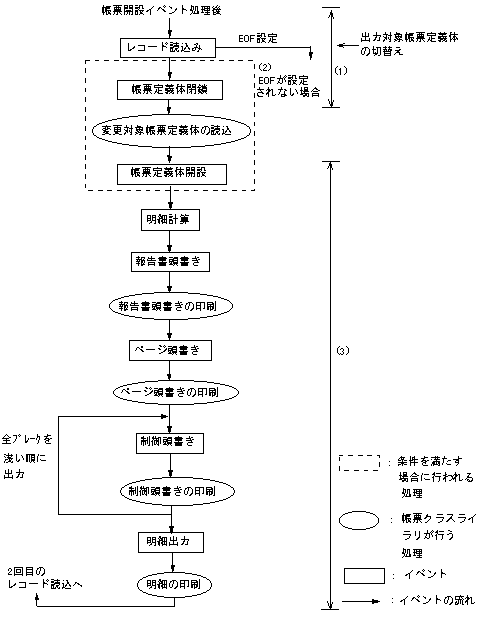 帳票開設イベント処理後
レコード読込み
EOF設定
出力対象帳票定義体
の切替え
(1)
(2)
EOFが設定
されない場合
帳票定義体閉鎖
変更対象帳票定義体の読込
帳票定義体開設
明細計算
報告書頭書き
報告書頭書きの印刷
ページ頭書き
(3)
ページ頭書きの印刷
全ブレークを
浅い順に
出力
制御頭書き
制御頭書きの印刷
明細出力
明細の印刷
2回目の
レコード読込へ
：条件を満たす
場合に行われる
処理
：帳票クラスライ
ラリが行う
処理
：イベント
：イベントの流れ